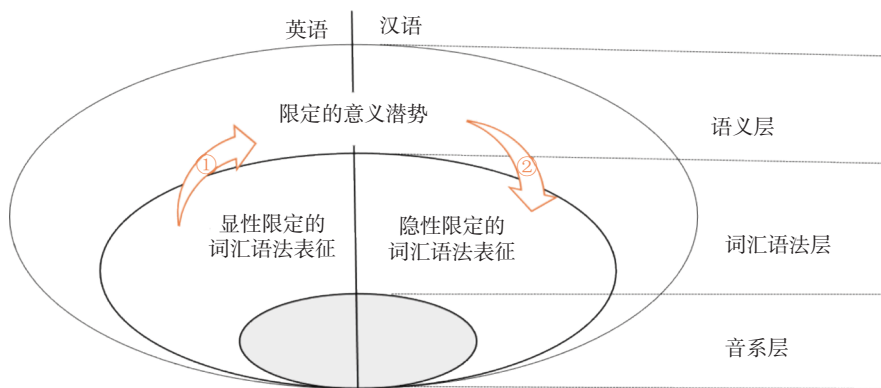 英语
汉语
限定的意义潜势
语义层
①
②
显性限定的
词汇语法表征
隐性限定的
词汇语法表征
词汇语法层
音系层